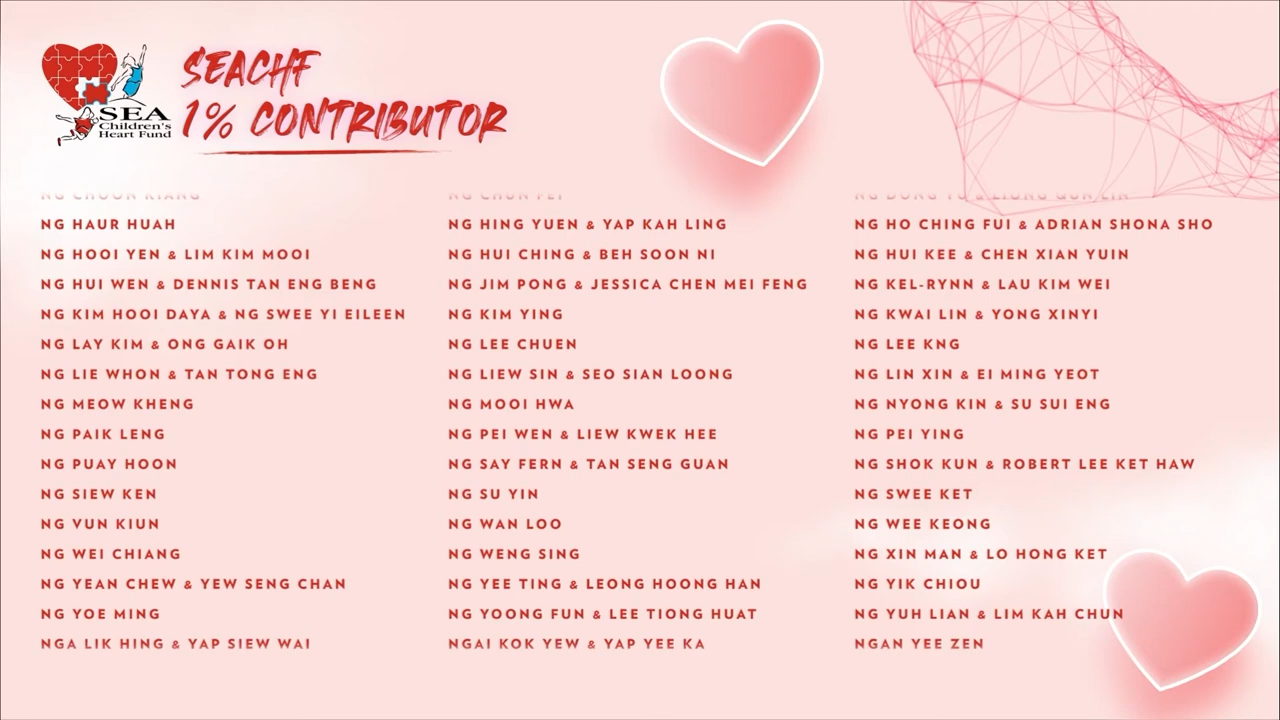 SEA
Children's
Heart Fund
SEACHF
1% CONTRIBUTOR
NG CHOON KIANG NG CHUN FEI
NG HAUR HUAH NG HING YUEN & YAP KAH LING NG HO CHING FUI & ADRIAN SHONA SHO
NG HOOI YEN & LIM KIM MOOI NG HUI CHING & BEH SOON NI NG HUI KEE & CHEN XIAN YUIN
NG HUI WEN & DENNIS TAN ENG BENG NG JIM PONG & JESSICA CHEN MEI FENG NG KEL-RYNN & LAU KIM WEI
NG KIM HOOI DAYA & NG SWEE YI EILEEN NG KIM YING NG KWAI LIN & YONG XINYI
NG LAY KIM & ONG GAIK OH NG LEE CHUEN NG LEE KNG
NG LIE WHON & TAN TONG ENG NG LIEW SIN & SEO SIAN LOONG NG LIN XIN & EI MING YEOT
NG MEOW KHENG NG MOOI HWA NG NYONG KIN & SU SUI ENG
NG PAIK LENG NG PEI WEN & LIEW KWEK HEE NG PEI YING
NG PUAY HOON NG SAY FERN & TAN SENG GUAN NG SHOK KUN & ROBERT LEE KET HAW
NG SIEW KEN NG SU YIN NG SWEE KET
NG VUN KIUN NG WAN LOO NG WEE KEONG
NG WEI CHIANG NG WENG SING NG XIN MAN & LO HONG KET
NG YEAN CHEW & YEW SENG CHAN NG YEE TING & LEONG HOONG HAN NG YIK CHIOU
NG YOE MING NG YOONG FUN & LEE TIONG HUAT NG YUH LIAN & LIM KAH CHUN
NGA LIK HING & YAP SIEW WAI NGAI KOK YEW & YAP YEE KA NGAN YEE ZEN